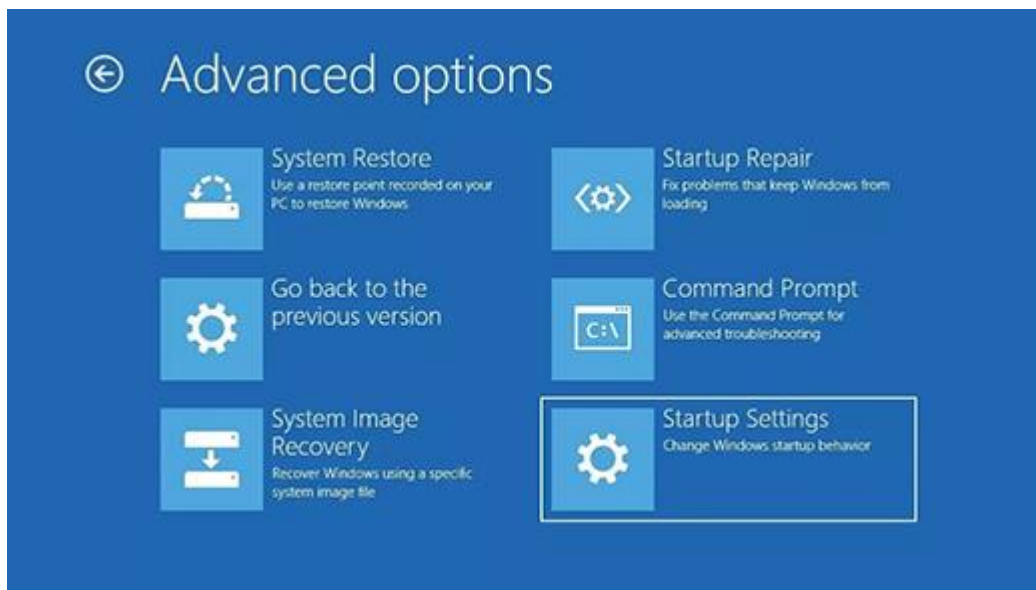 Advanced options
System Restore
Use a restore point recorded on your
PC to restore Windows
Startup Repair
Fix problems that keep Windows from
loading
Go back to the
previous version
Command Prompt
Use the Command Prompt for
advanced troubleshooting
C:\
System Image
Recovery
Recover Windows using a specific
system image file
Startup Settings
Change Windows startup behavior